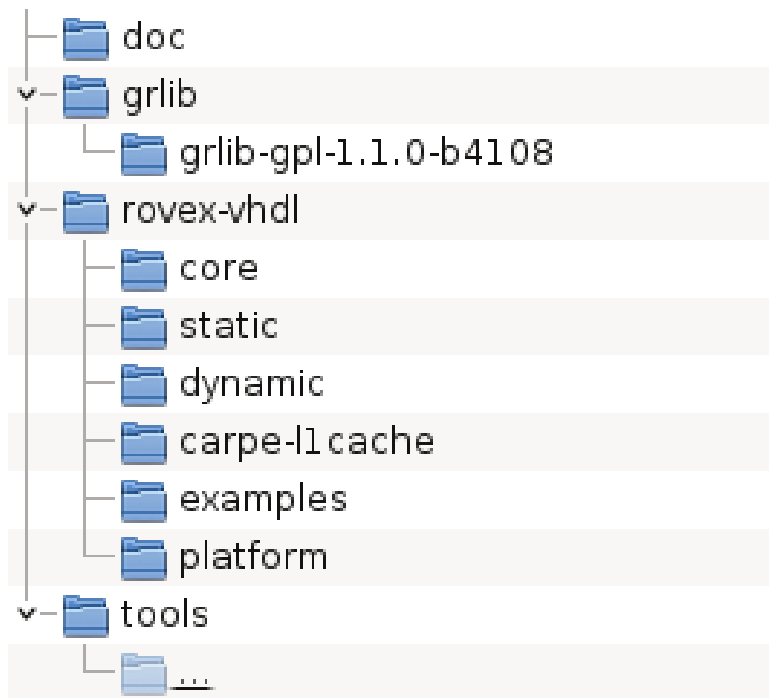 doc
grlib
grlib-gpl-1.1.0-b4108
rovex-vhdl
core
static
dynamic
carpe-l1cache
examples
platform
tools
...